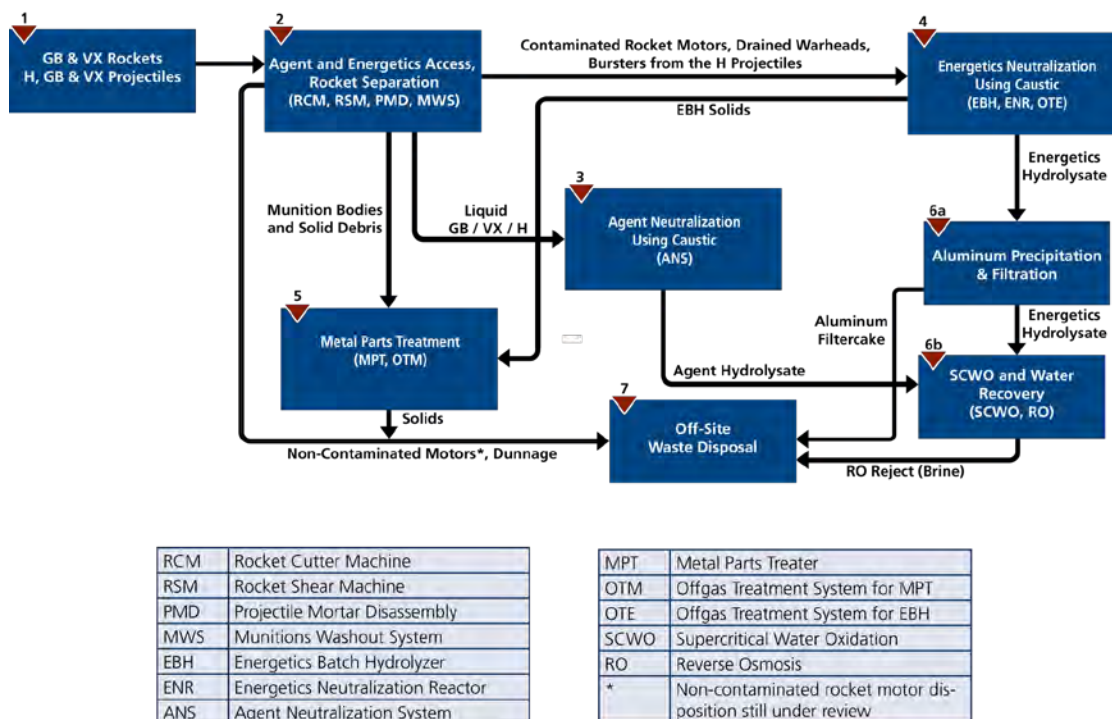 1
GB & VX Rockets
H, GB & VX Projectiles
2
Agent and Energetics Access,
Rocket Separation
(RCM, RSM, PMD, MWS)
Contaminated Rocket Motors, Drained Warheads,
Bursters from the H Projectiles
4
Energetics Neutralization
Using Caustic
(EBH, ENR, OTE)
EBH Solids
Energetics
Hydrolysate
Munition Bodies
and Solid Debris
Liquid
GB / VX / H
3
Agent Neutralization
Using Caustic
(ANS)
6a
Aluminum Precipitation
& Filtration
5
Metal Parts Treatment
(MPT, OTM)
Aluminum
Filtercake
Energetics
Hydrolysate
Agent Hydrolysate
6b
SCWO and Water
Recovery
(SCWO, RO)
Solids
7
Off-Site
Waste Disposal
Non-Contaminated Motors*, Dunnage
RO Reject (Brine)
RCM Rocket Cutter Machine
RSM Rocket Shear Machine
PMD Projectile Mortar Disassembly
MWS Munitions Washout System
EBH Energetics Batch Hydrolyzer
ENR Energetics Neutralization Reactor
ANS Agent Neutralization System
MPT Metal Parts Treater
OTM Offgas Treatment System for MPT
OTE Offgas Treatment System for EBH
SCWO Supercritical Water Oxidation
RO Reverse Osmosis
* Non-contaminated rocket motor dis-
position still under review